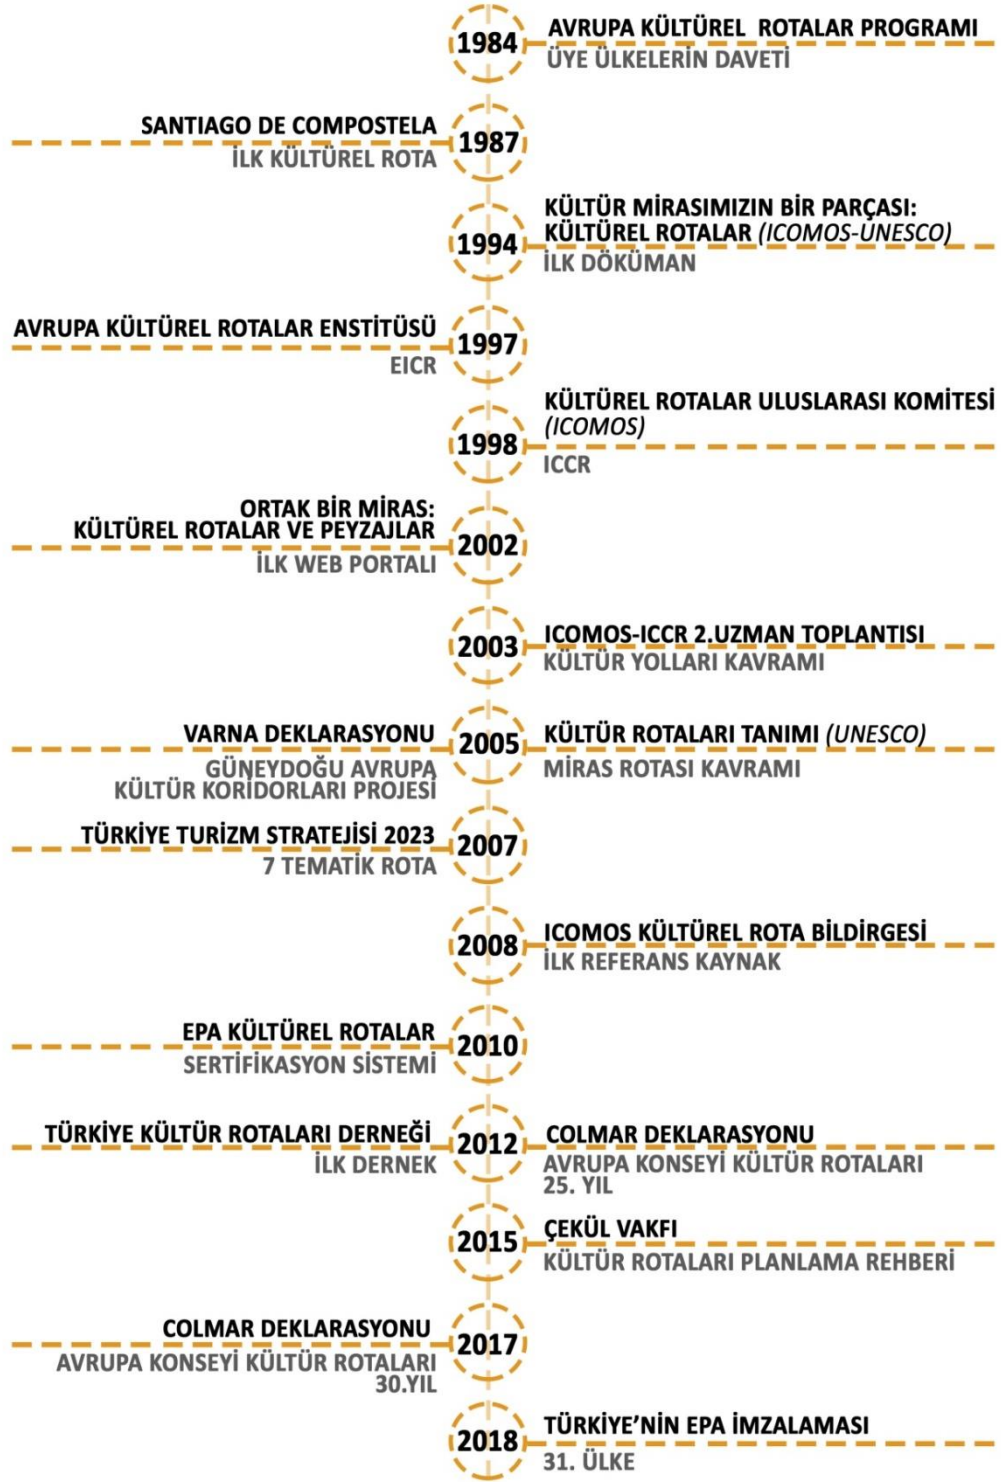 1984
AVRUPA KÜLTÜREL ROTALAR PROGRAMI
ÜYE ÜLKELERİN DAVETİ
SANTIAGO DE COMPOSTELA
İLK KÜLTÜREL ROTA
1987
KÜLTÜR MİRASIMIZIN BİR PARÇASI:
KÜLTÜREL ROTALAR (ICOMOS-UNESCO)
İLK DÖKÜMAN
1994
AVRUPA KÜLTÜREL ROTALAR ENSTİTÜSÜ
EICR
1997
KÜLTÜREL ROTALAR ULUSLARASI KOMİTESİ
(ICOMOS)
ICCR
1998
ORTAK BİR MİRAS:
KÜLTÜREL ROTALAR VE PEYZAJLAR
İLK WEB PORTALI
2002
2003
ICOMOS-ICCR 2.UZMAN TOPLANTISI
KÜLTÜR YOLLARI KAVRAMI
VARNA DEKLARASYONU
GÜNEYDOĞU AVRUPA
KÜLTÜR KORİDORLARI PROJESİ
2005
KÜLTÜR ROTALARI TANIMI (UNESCO)
MİRAS ROTASI KAVRAMI
TÜRKİYE TURİZM STRATEJİSİ 2023
7 TEMATİK ROTA
2007
2008
ICOMOS KÜLTÜREL ROTA BİLDİRGESİ
İLK REFERANS KAYNAK
EPA KÜLTÜREL ROTALAR
SERTİFİKASYON SİSTEMİ
2010
TÜRKİYE KÜLTÜR ROTALARI DERNEĞİ
İLK DERNEK
2012
COLMAR DEKLARASYONU
AVRUPA KONSEYİ KÜLTÜR ROTALARI
25. YIL
2015
ÇEKÜL VAKFI
KÜLTÜR ROTALARI PLANLAMA REHBERİ
COLMAR DEKLARASYONU
AVRUPA KONSEYİ KÜLTÜR ROTALARI
30.YIL
2017
2018
TÜRKİYE'NİN EPA İMZALAMASI
31. ÜLKE